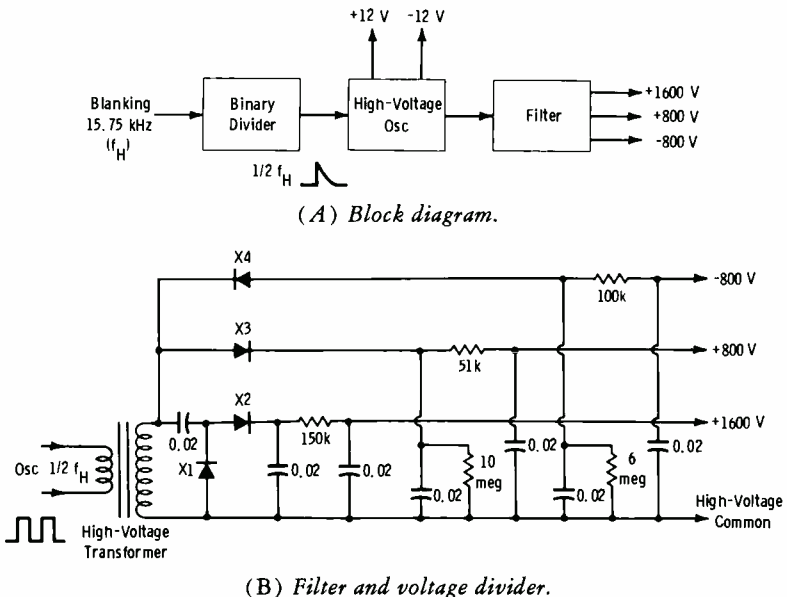 +12 V -12 V
Blanking
15.75 kHz
(fH)
Binary
Divider
High-Voltage
Osc
Filter
+1600 V
+800 V
-800 V
1/2 fH
(A) Block diagram.
X4
100k
-800 V
X3
51k
+800 V
X2
0.02
150k
+1600 V
X1
0.02
0.02
0.02
10
meg
0.02
0.02
6
meg
0.02
Osc 1/2 fH
High-Voltage
Transformer
High-Voltage
Common
(B) Filter and voltage divider.